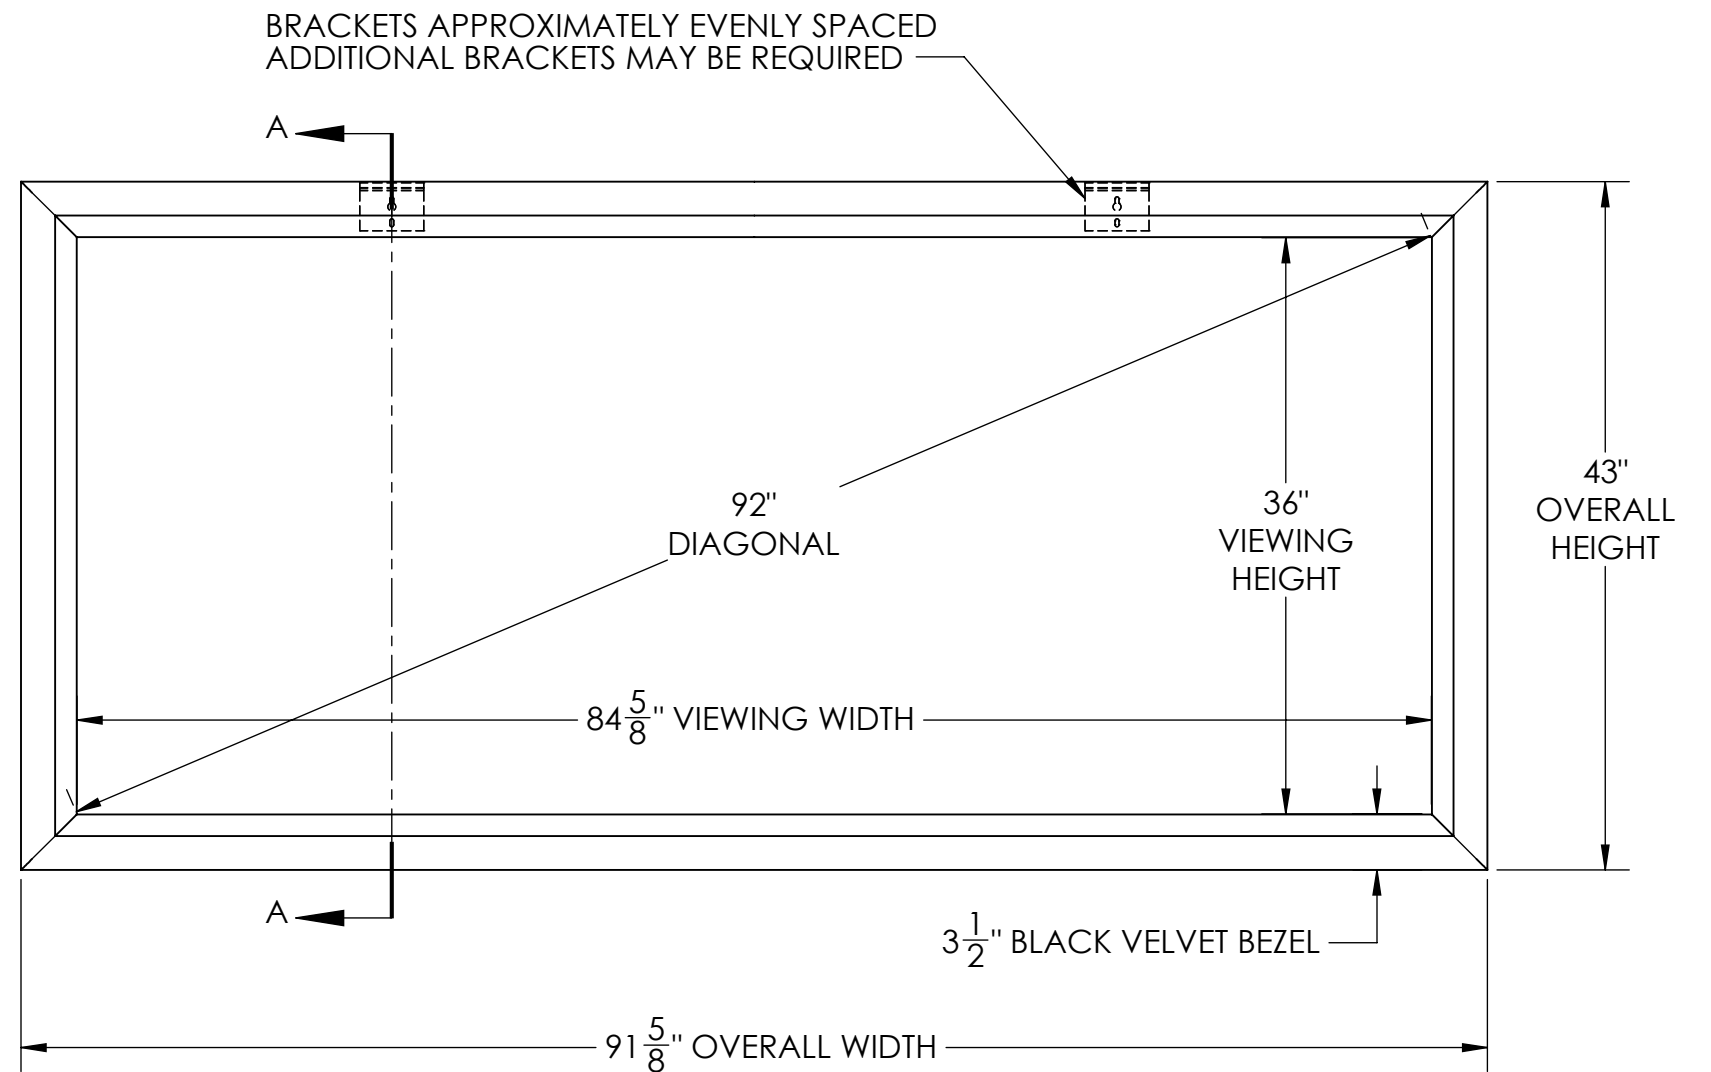 BRACKETS APPROXIMATELY EVENLY SPACED
ADDITIONAL BRACKETS MAY BE REQUIRED
A
92"
DIAGONAL
36"
VIEWING
HEIGHT
43"
OVERALL
HEIGHT
84 5/8" VIEWING WIDTH
A
3 1/2" BLACK VELVET BEZEL
91 5/8" OVERALL WIDTH